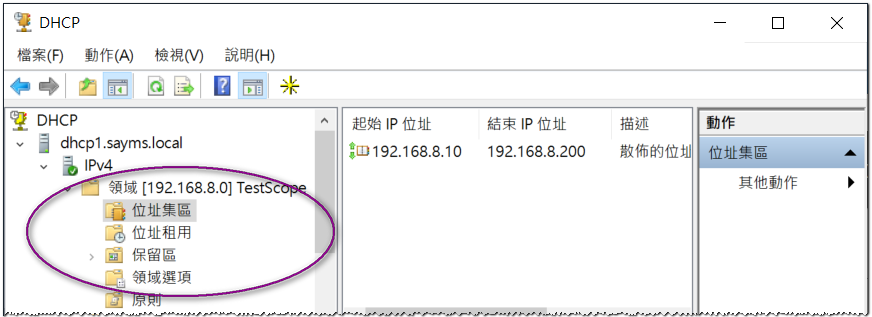 DHCP
檔案(F) 動作(A) 檢視(V) 說明(H)
DHCP
dhcp1.sayms.local
IPv4
領域 [192.168.8.0] TestScope
位址集區
位址租用
保留區
領域選項
原則
起始 IP 位址 結束 IP 位址 描述
192.168.8.10 192.168.8.200 散佈的位址
動作
位址集區
其他動作